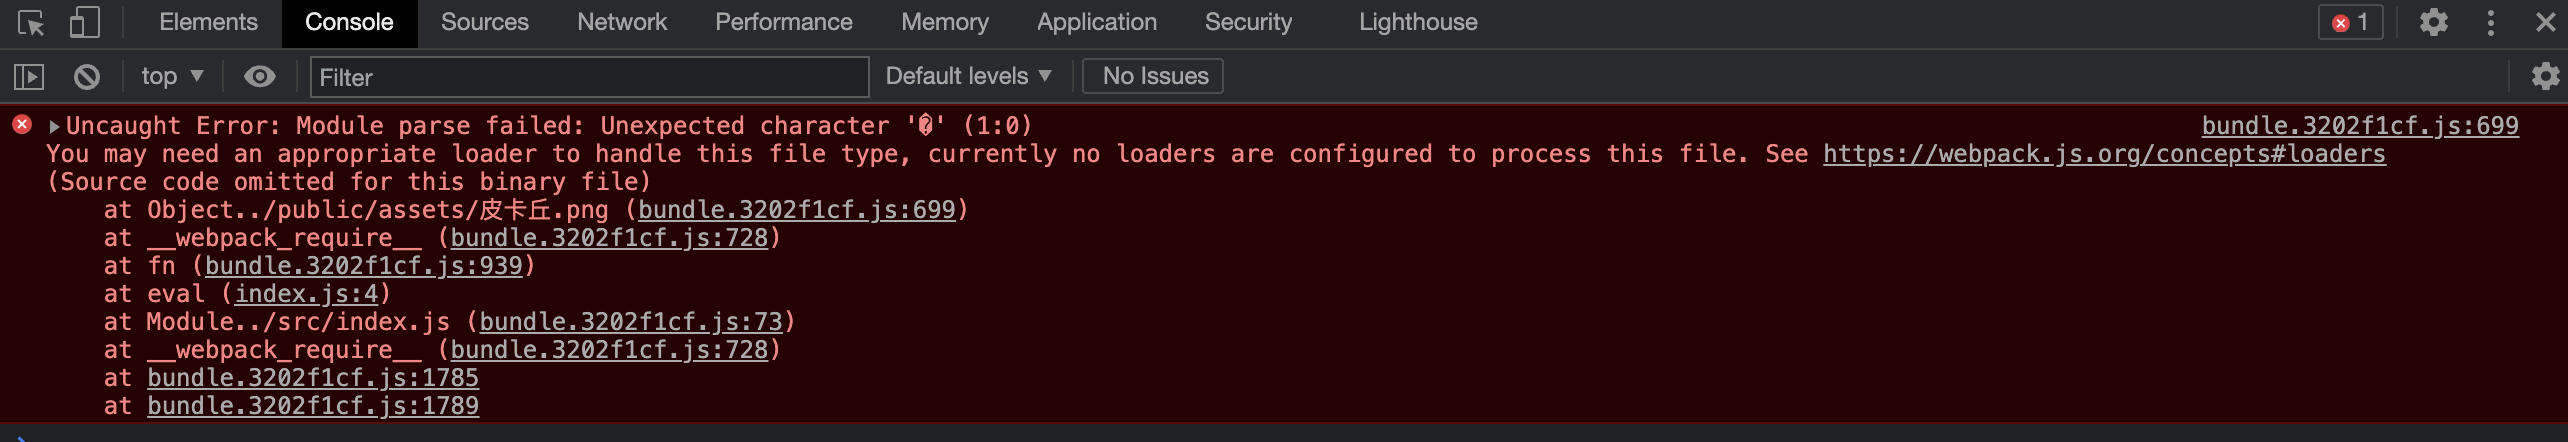 Elements Console Sources Network Performance Memory Application Security Lighthouse 1
top Filter Default levels No Issues
Uncaught Error: Module parse failed: Unexpected character '�' (1:0) bundle.3202f1cf.js:699
You may need an appropriate loader to handle this file type, currently no loaders are configured to process this file. See https://webpack.js.org/concepts#loaders
(Source code omitted for this binary file)
at Object../public/assets/皮卡丘.png (bundle.3202f1cf.js:699)
at __webpack_require__ (bundle.3202f1cf.js:728)
at fn (bundle.3202f1cf.js:939)
at eval (index.js:4)
at Module../src/index.js (bundle.3202f1cf.js:73)
at __webpack_require__ (bundle.3202f1cf.js:728)
at bundle.3202f1cf.js:1785
at bundle.3202f1cf.js:1789